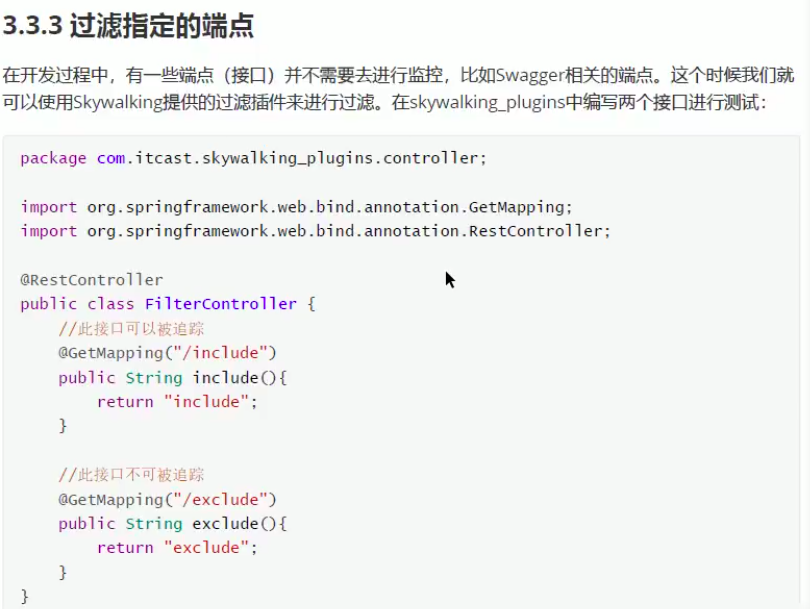 3.3.3 过滤指定的端点
在开发过程中，有一些端点（接口）并不需要去进行监控，比如Swagger相关的端点。这个时候我们就
可以使用Skywalking提供的过滤插件来进行过滤。在skywalking_plugins中编写两个接口进行测试：
package com.itcast.skywalking_plugins.controller;
import org.springframework.web.bind.annotation.GetMapping;
import org.springframework.web.bind.annotation.RestController;
@RestController
public class FilterController {
    //此接口可以被追踪
    @GetMapping("/include")
    public String include(){
        return "include";
    }
    //此接口不可被追踪
    @GetMapping("/exclude")
    public String exclude(){
        return "exclude";
    }
}